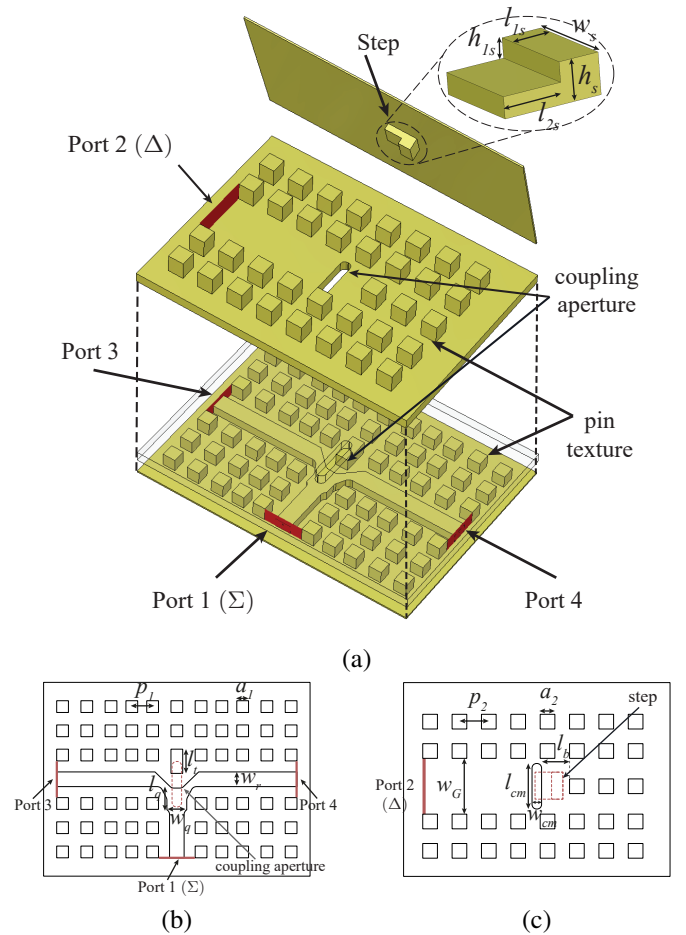 l1s
ws
h1s
hs
l2s
Step
Port 2 (Δ)
coupling
aperture
Port 3
pin
texture
Port 1 (Σ)
Port 4
(a)
p1
a1
lt
wr
lq
wq
Port 3
Port 4
coupling aperture
Port 1 (Σ)
(b)
p2
a2
step
lb
wG
lcm
wcm
Port 2
(Δ)
(c)